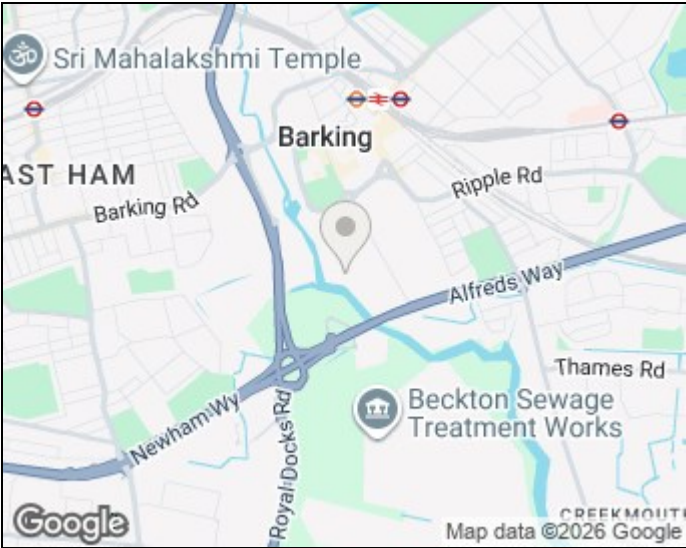 Sri Mahalakshmi Temple
Barking
AST HAM
Ripple Rd
Barking Rd
Alfreds Way
Thames Rd
Beckton Sewage
Treatment Works
Newham Wy
Royal Docks Rd
CREEKMOUTH
Google
Map data ©2026 Google